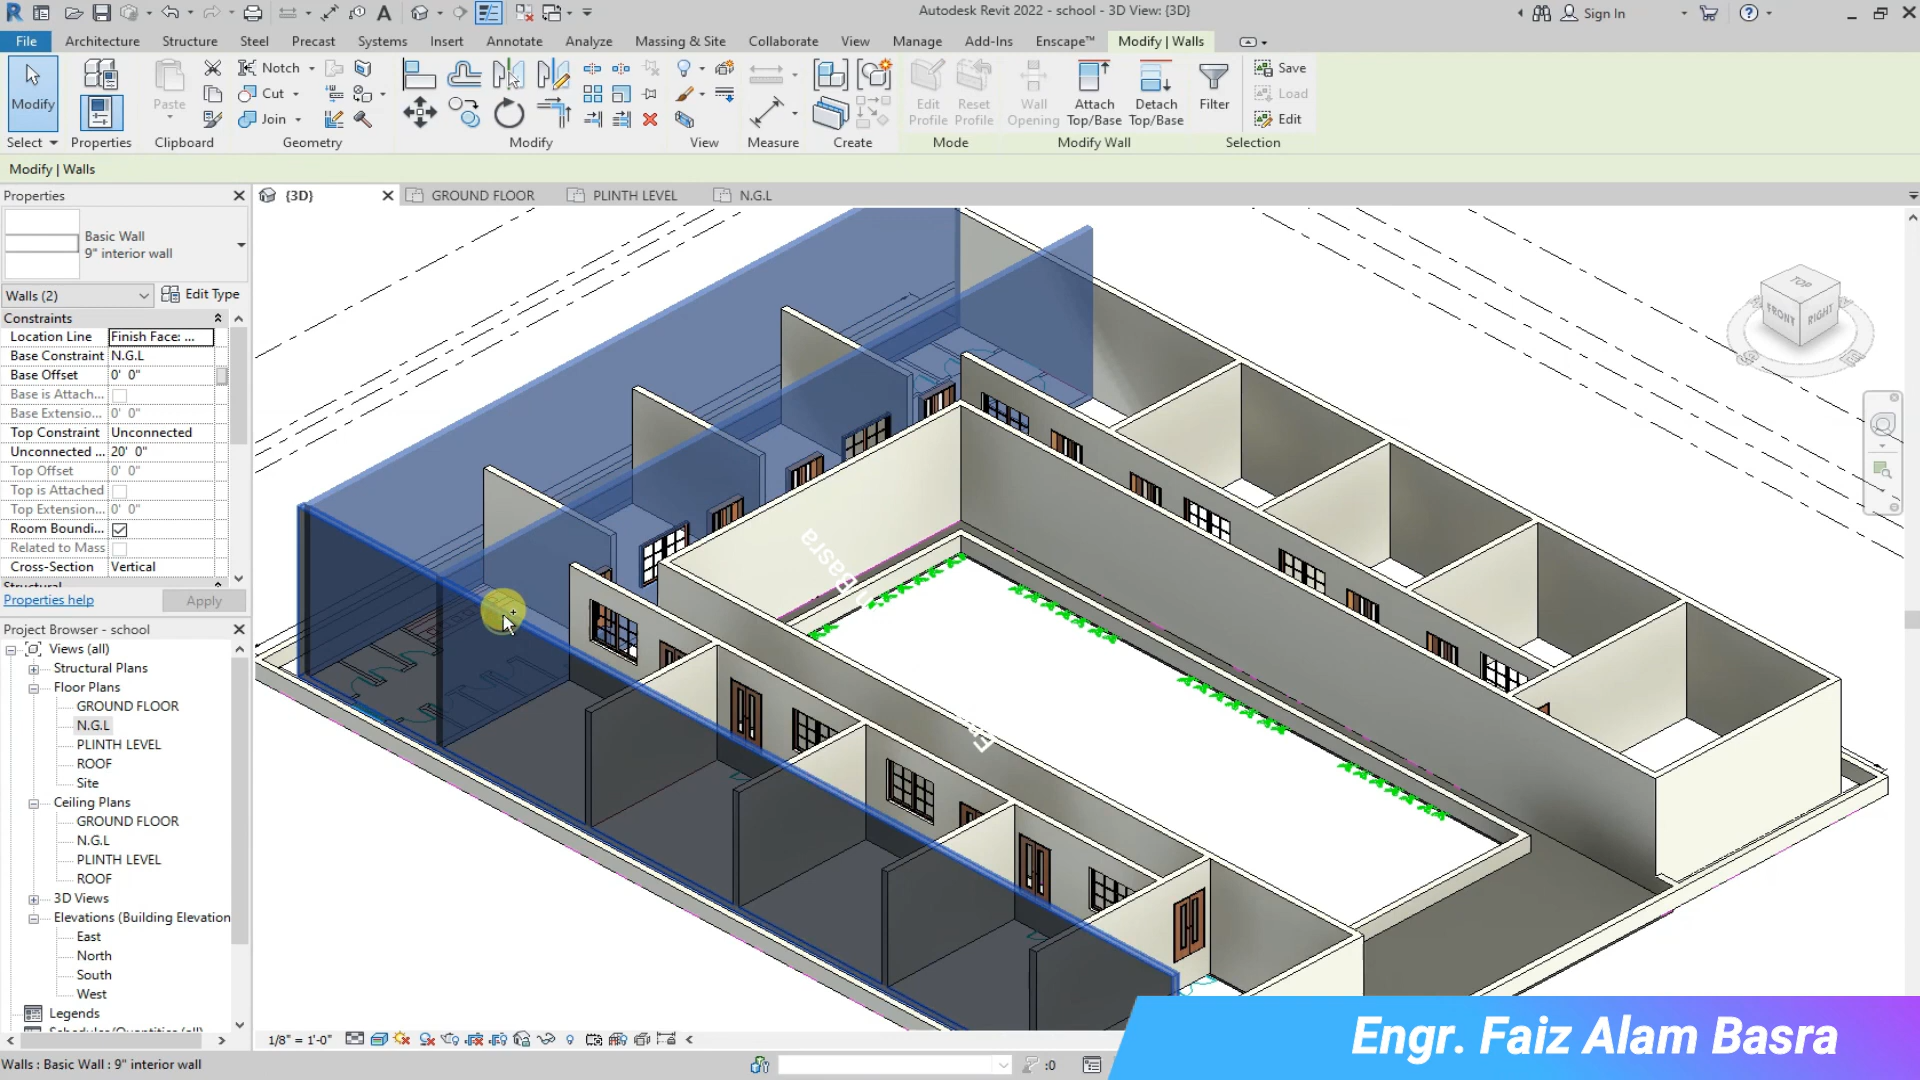 Autodesk Revit 2022 - school - 3D View: {3D}
Sign In
File Architecture Structure Steel Precast Systems Insert Annotate Analyze Massing & Site Collaborate View Manage Add-Ins Enscape™ Modify | Walls
Modify
Paste
Notch
Cut
Join
Edit Profile
Reset Profile
Wall Opening
Attach Top/Base
Detach Top/Base
Filter
Save
Load
Edit
Select Properties Clipboard Geometry Modify View Measure Create Mode Modify Wall Selection
Modify | Walls
Properties
{3D} GROUND FLOOR PLINTH LEVEL N.G.L
Basic Wall
9" interior wall
Walls (2) Edit Type
Constraints
Location Line Finish Face: ...
Base Constraint N.G.L
Base Offset 0' 0"
Base is Attach...
Base Extensio... 0' 0"
Top Constraint Unconnected
Unconnected ... 20' 0"
Top Offset 0' 0"
Top is Attached
Top Extension... 0' 0"
Room Boundi...
Related to Mass
Cross-Section Vertical
Structural
Properties help Apply
Project Browser - school
Views (all)
Structural Plans
Floor Plans
GROUND FLOOR
N.G.L
PLINTH LEVEL
ROOF
Site
Ceiling Plans
GROUND FLOOR
N.G.L
PLINTH LEVEL
ROOF
3D Views
Elevations (Building Elevation
East
North
South
West
Legends
Schedules/Quantities (all)
TOP
FRONT
RIGHT
Basra
1/8" = 1'-0"
Walls : Basic Wall : 9" interior wall
:0
Engr. Faiz Alam Basra